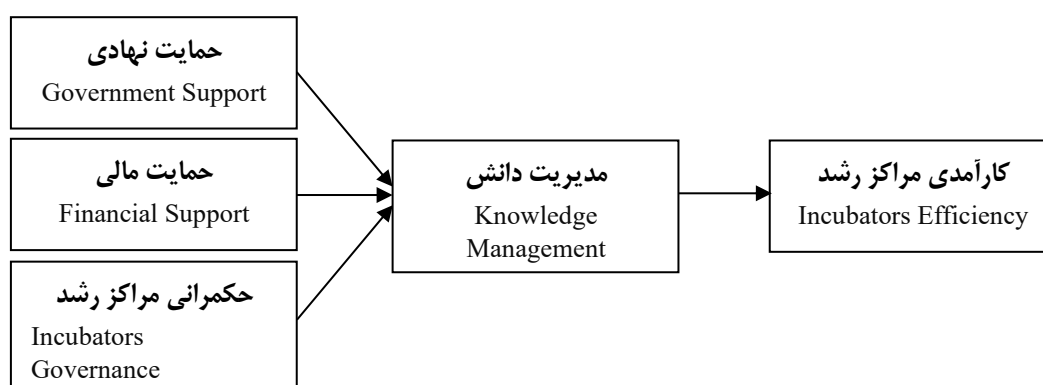 حمایت نهادی
Government Support
حمایت مالی
Financial Support
حکمرانی مراکز رشد
Incubators
Governance
مدیریت دانش
Knowledge
Management
کارآمدی مراکز رشد
Incubators Efficiency